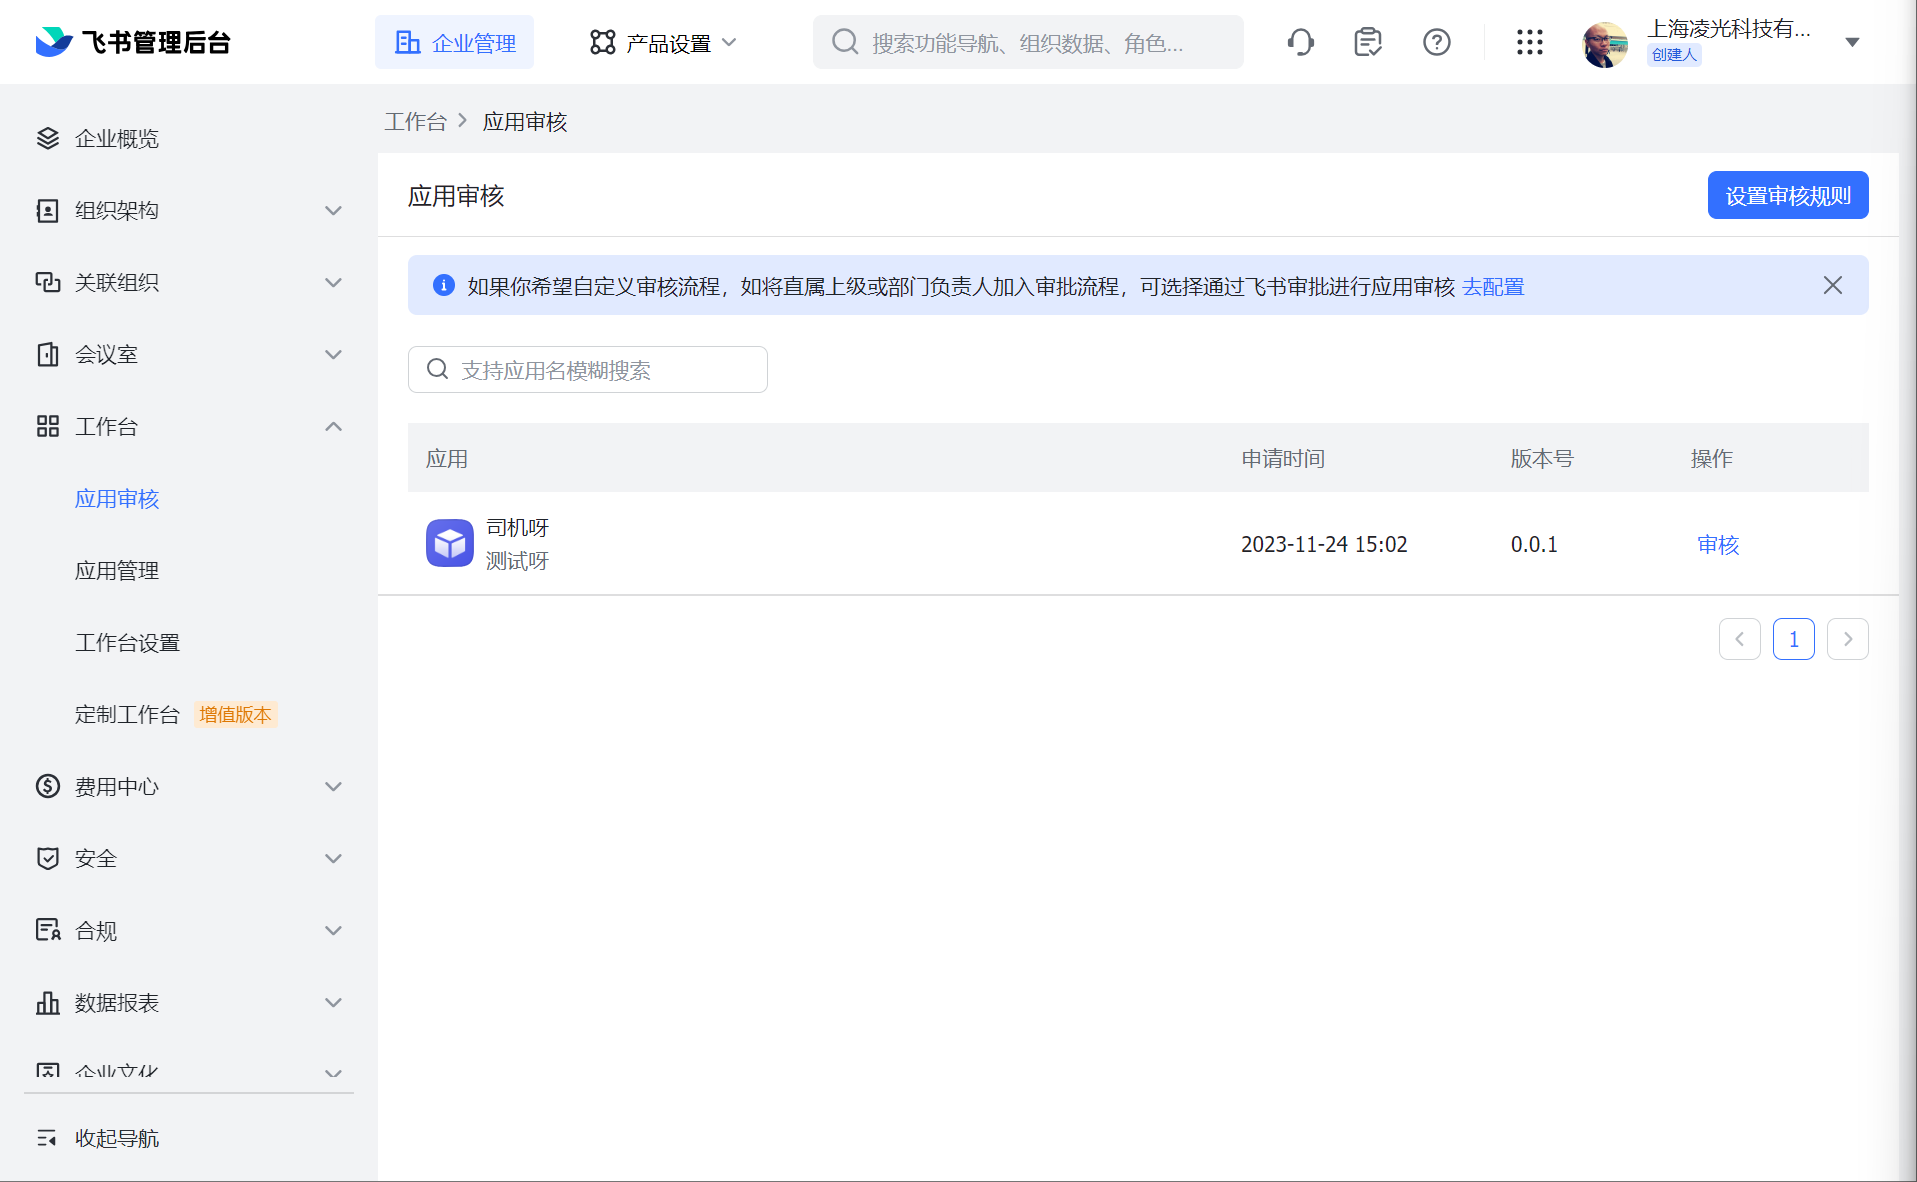 飞书管理后台
企业管理
产品设置
搜索功能导航、组织数据、角色...
上海凌光科技有...
创建人
企业概览
组织架构
关联组织
会议室
工作台
应用审核
应用管理
工作台设置
定制工作台 增值版本
费用中心
安全
合规
数据报表
企业文化
收起导航
工作台 > 应用审核
应用审核
设置审核规则
如果你希望自定义审核流程，如将直属上级或部门负责人加入审批流程，可选择通过飞书审批进行应用审核 去配置
支持应用名模糊搜索
应用 申请时间 版本号 操作
司机呀
测试呀
2023-11-24 15:02 0.0.1 审核
1